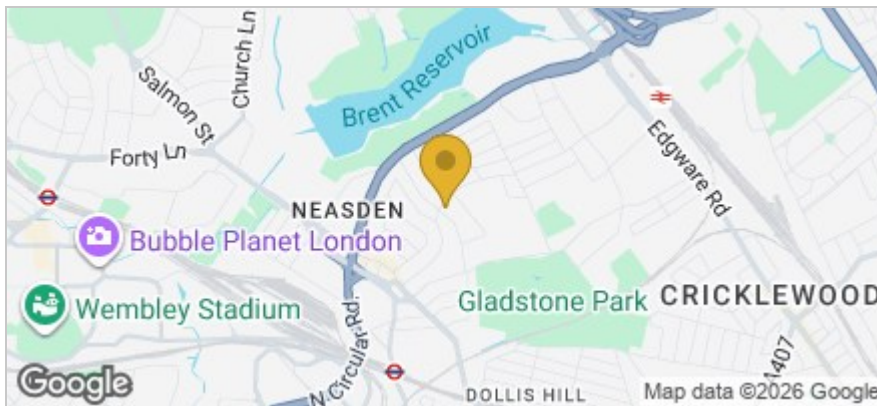 Church Ln
Salmon St
Brent Reservoir
Forty Ln
Edgware Rd
NEASDEN
Bubble Planet London
Wembley Stadium
Gladstone Park
CRICKLEWOOD
N Circular Rd.
A407
DOLLIS HILL
Google
Map data ©2026 Google